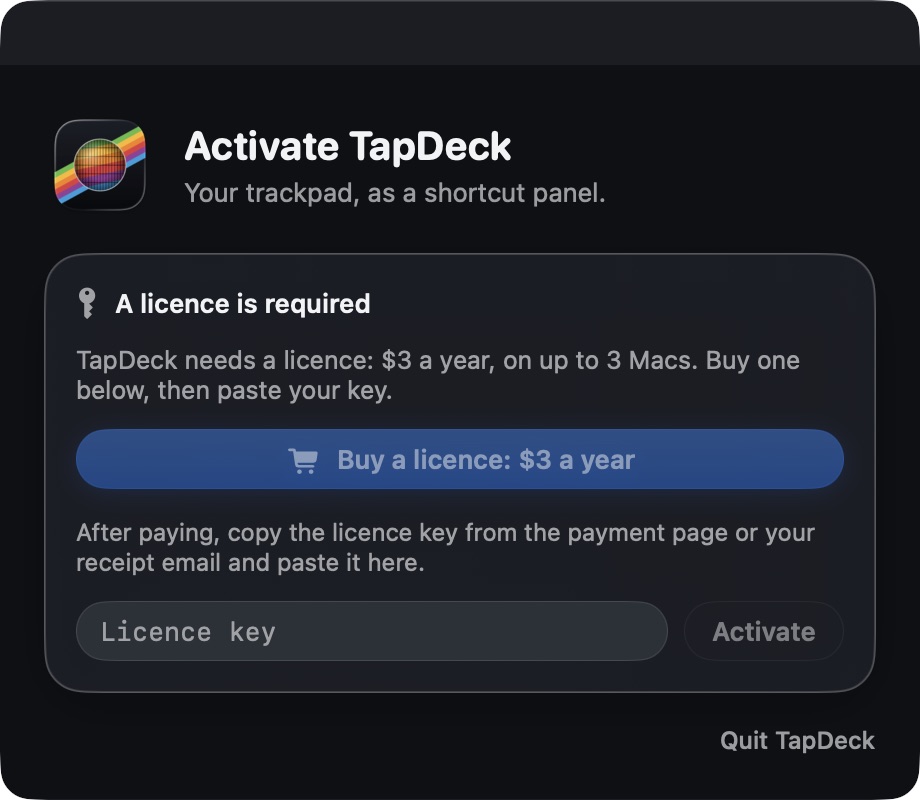 Activate TapDeck
Your trackpad, as a shortcut panel.
A licence is required
TapDeck needs a licence: $3 a year, on up to 3 Macs. Buy one
below, then paste your key.
Buy a licence: $3 a year
After paying, copy the licence key from the payment page or your
receipt email and paste it here.
Licence key
Activate
Quit TapDeck